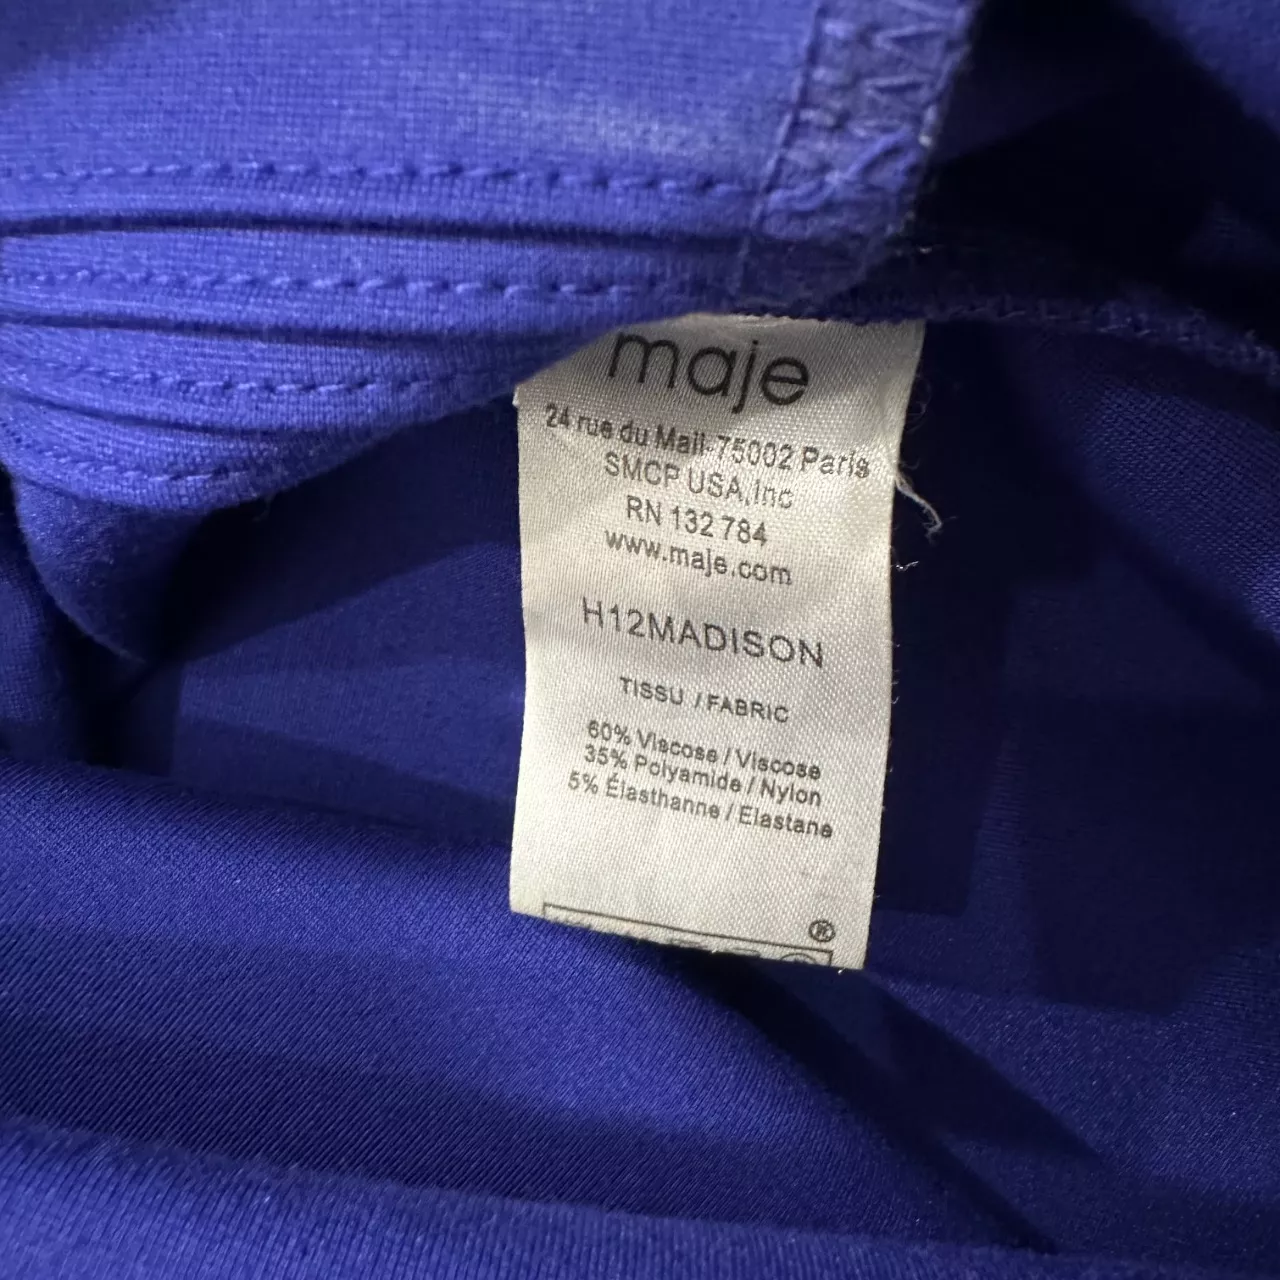 maje
24 rue du Mail-75002 Paris
SMCP USA,Inc
RN 132 784
www.maje.com
H12MADISON
TISSU / FABRIC
60% Viscose / Viscose
35% Polyamide / Nylon
5% Élasthanne / Elastane
®